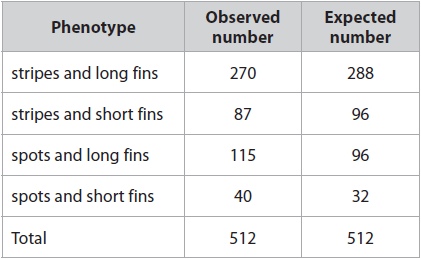 Phenotype Observed number Expected number
stripes and long fins 270 288
stripes and short fins 87 96
spots and long fins 115 96
spots and short fins 40 32
Total 512 512